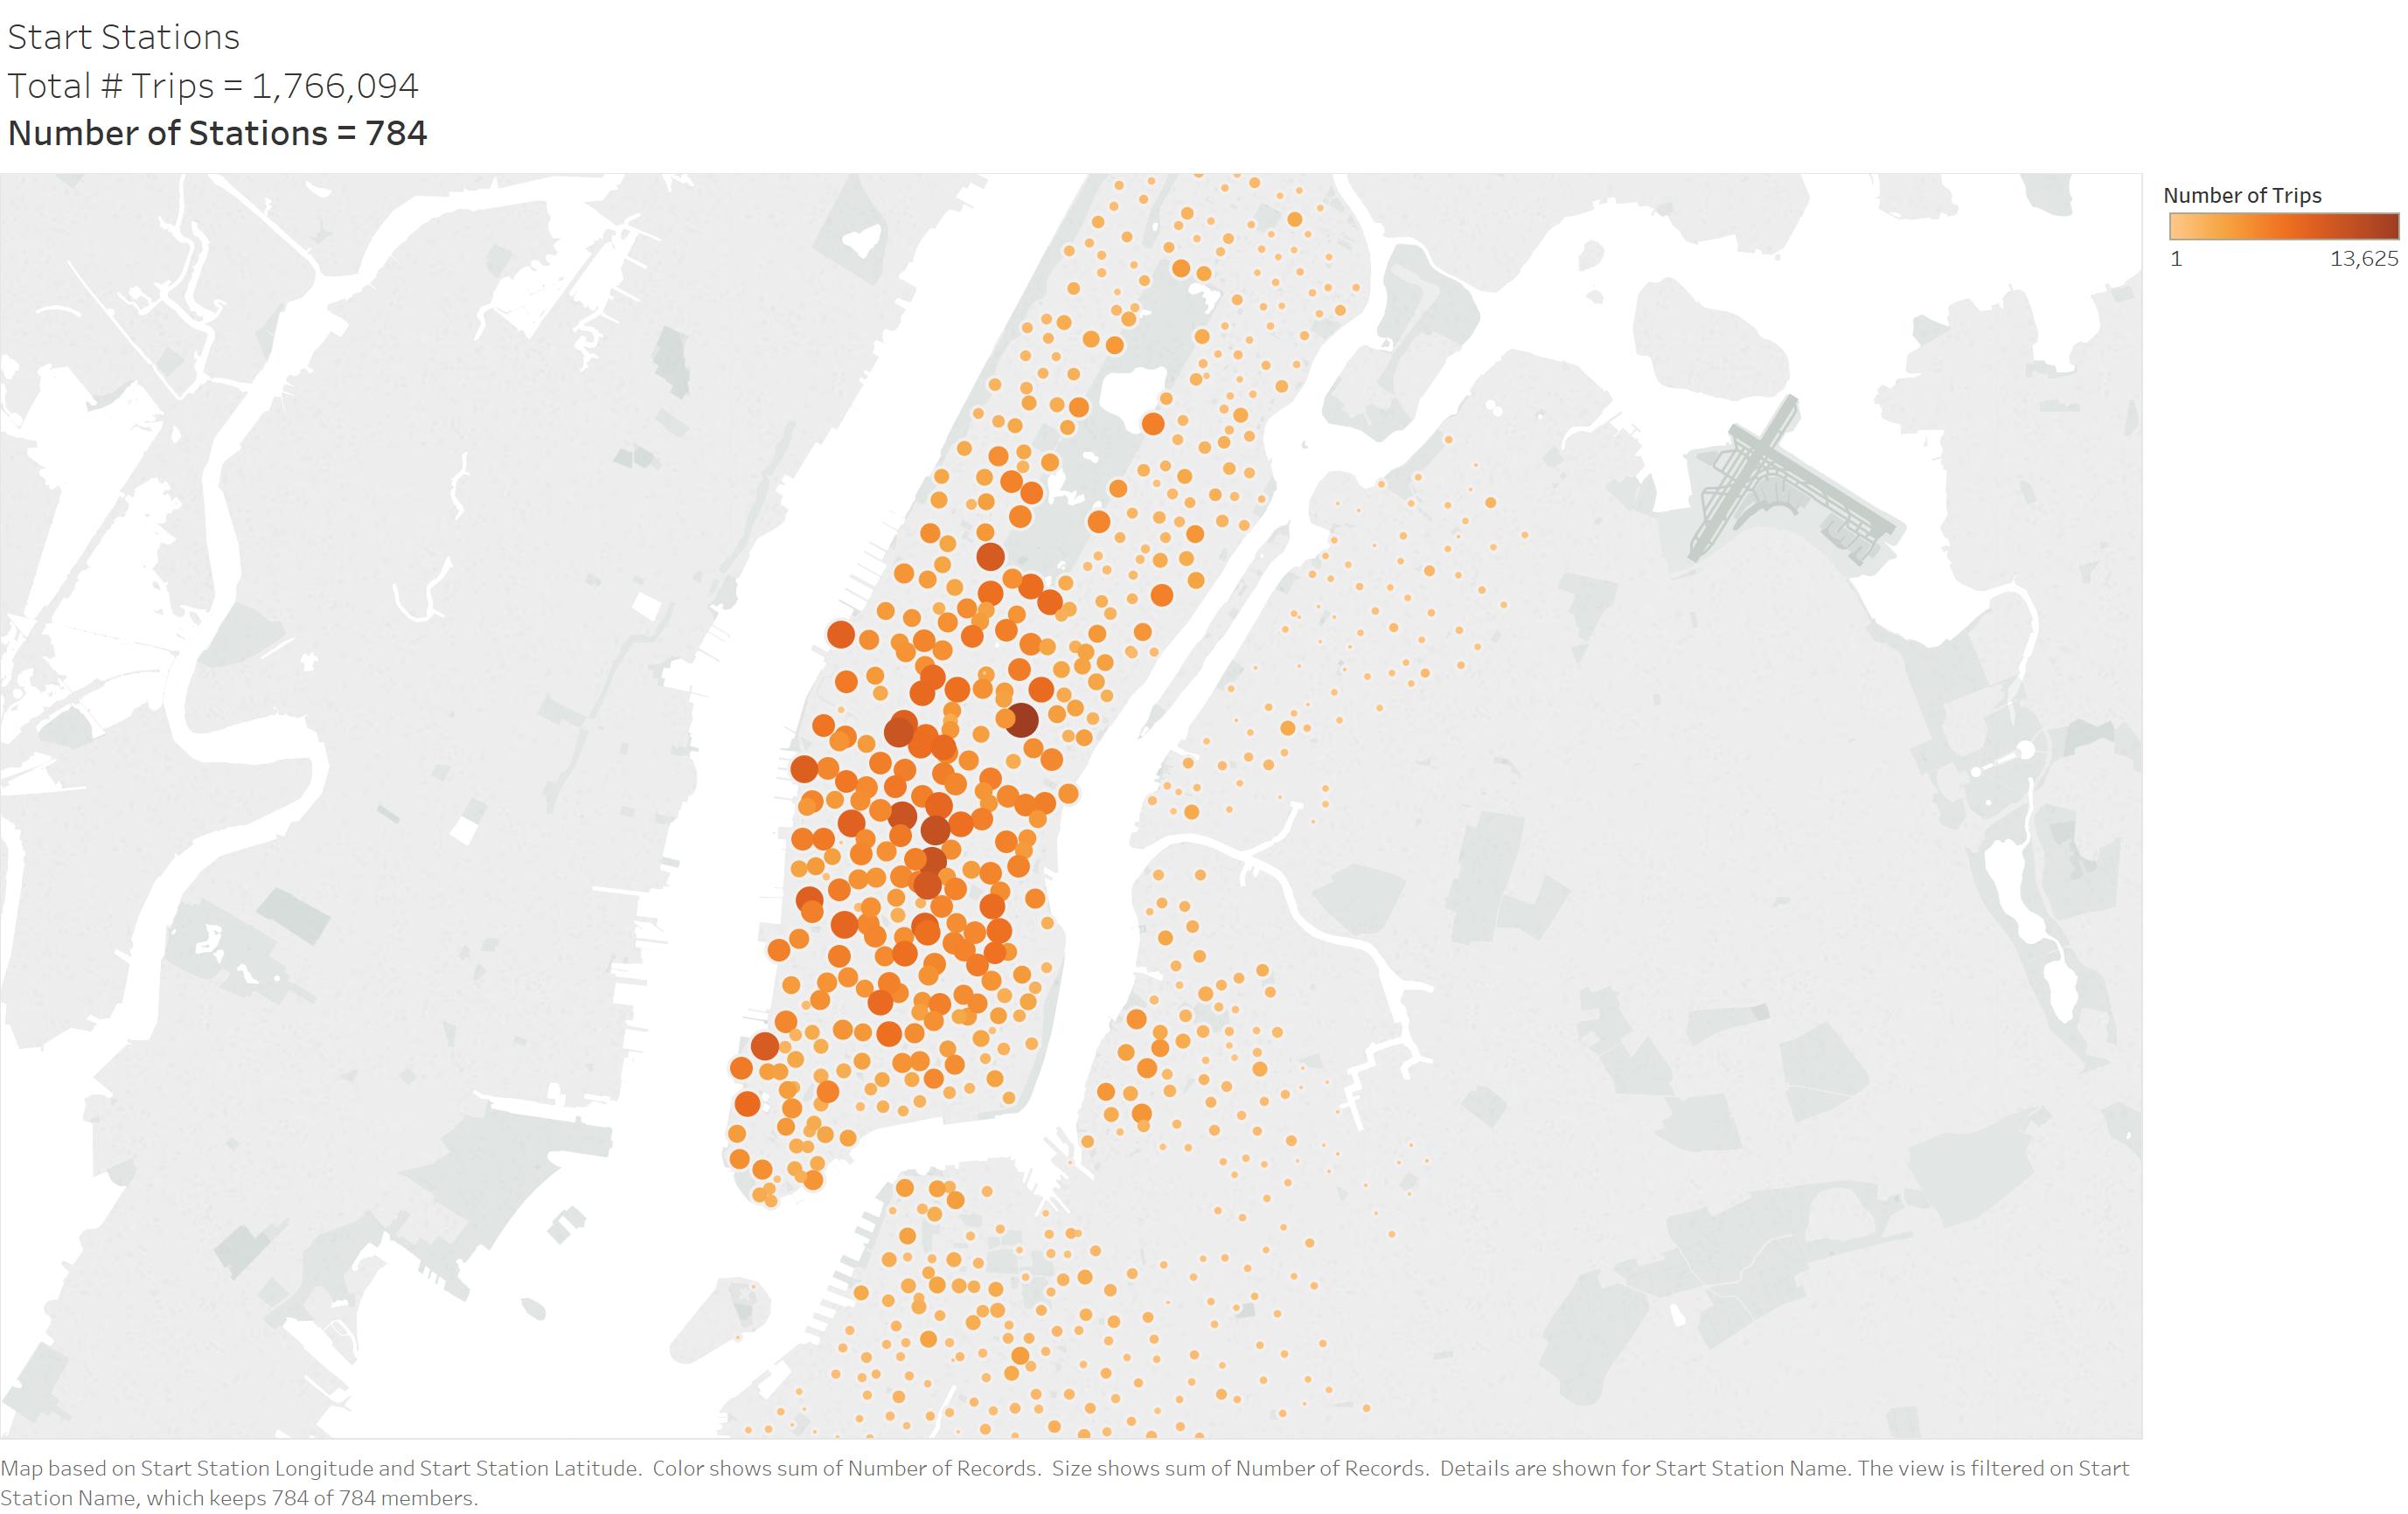 Start Stations
Total # Trips = 1,766,094
Number of Stations = 784
Number of Trips
1 13,625
Map based on Start Station Longitude and Start Station Latitude.  Color shows sum of Number of Records.  Size shows sum of Number of Records.  Details are shown for Start Station Name. The view is filtered on Start
Station Name, which keeps 784 of 784 members.